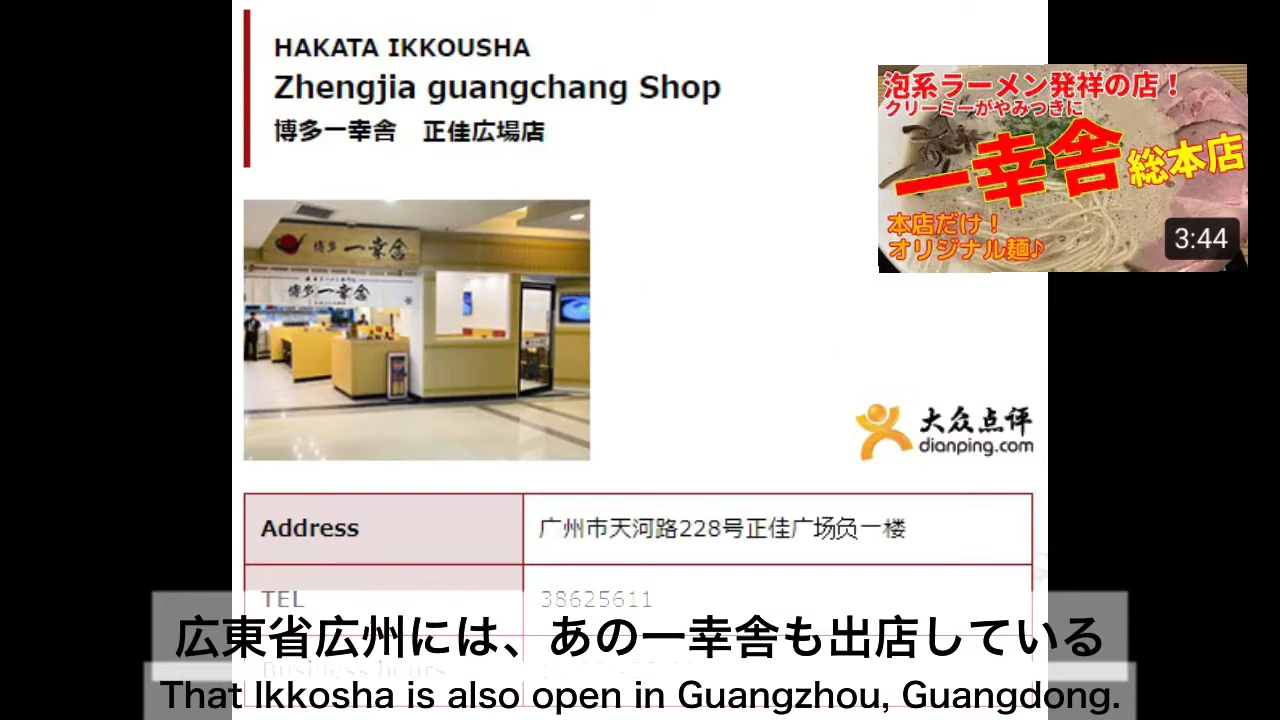 HAKATA IKKOUSHA
Zhengjia guangchang Shop
博多一幸舎 正佳広場店
泡系ラーメン発祥の店！
クリーミーがやみつきに
一幸舎 総本店
本店だけ！
オリジナル麺♪
3:44
博多 一幸舎
博多 一幸舎
大众点评
dianping.com
Address 广州市天河路228号正佳广场负一楼
TEL 38625611
広東省広州には、あの一幸舎も出店している
Business hours
That Ikkosha is also open in Guangzhou, Guangdong.